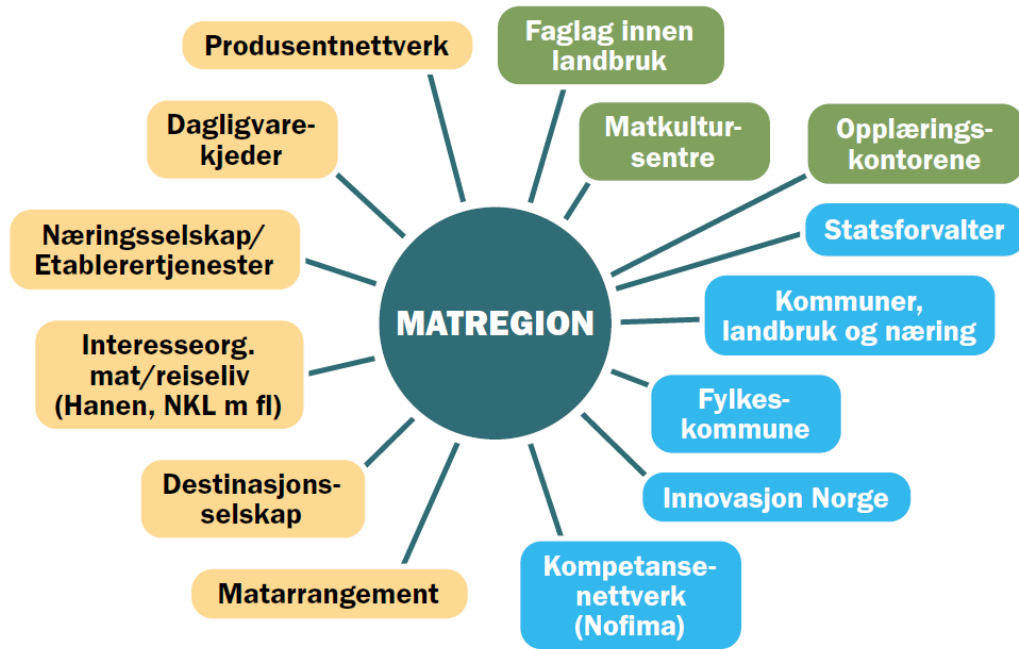 Produsentnettverk
Faglag innen
landbruk
Dagligvare-
kjeder
Matkultur-
sentre
Opplærings-
kontorene
Næringsselskap/
Etablerertjenester
Statsforvalter
MATREGION
Kommuner,
landbruk og næring
Interesseorg.
mat/reiseliv
(Hanen, NKL m fl)
Fylkes-
kommune
Destinasjons-
selskap
Innovasjon Norge
Matarrangement
Kompetanse-
nettverk
(Nofima)